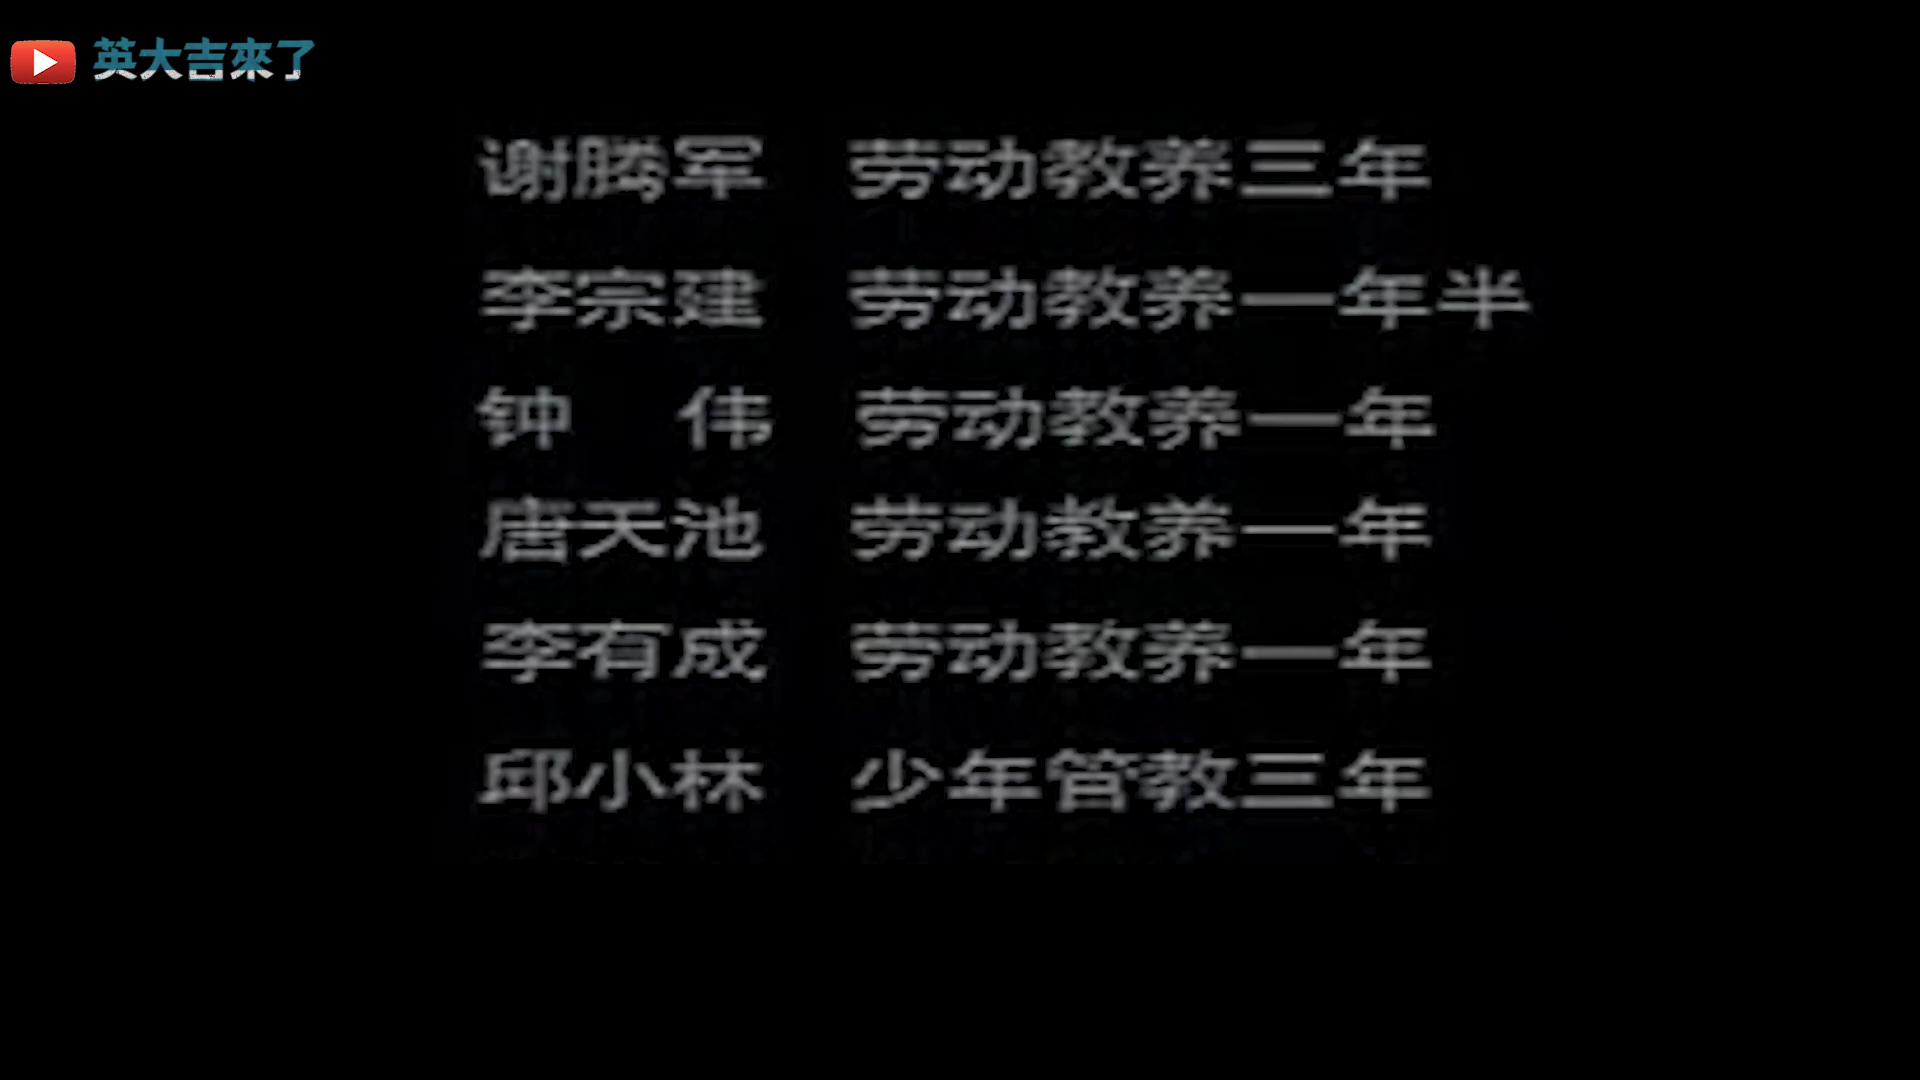 英大吉來了
谢腾军 劳动教养三年
李宗建 劳动教养一年半
钟 伟 劳动教养一年
唐天池 劳动教养一年
李有成 劳动教养一年
邱小林 少年管教三年